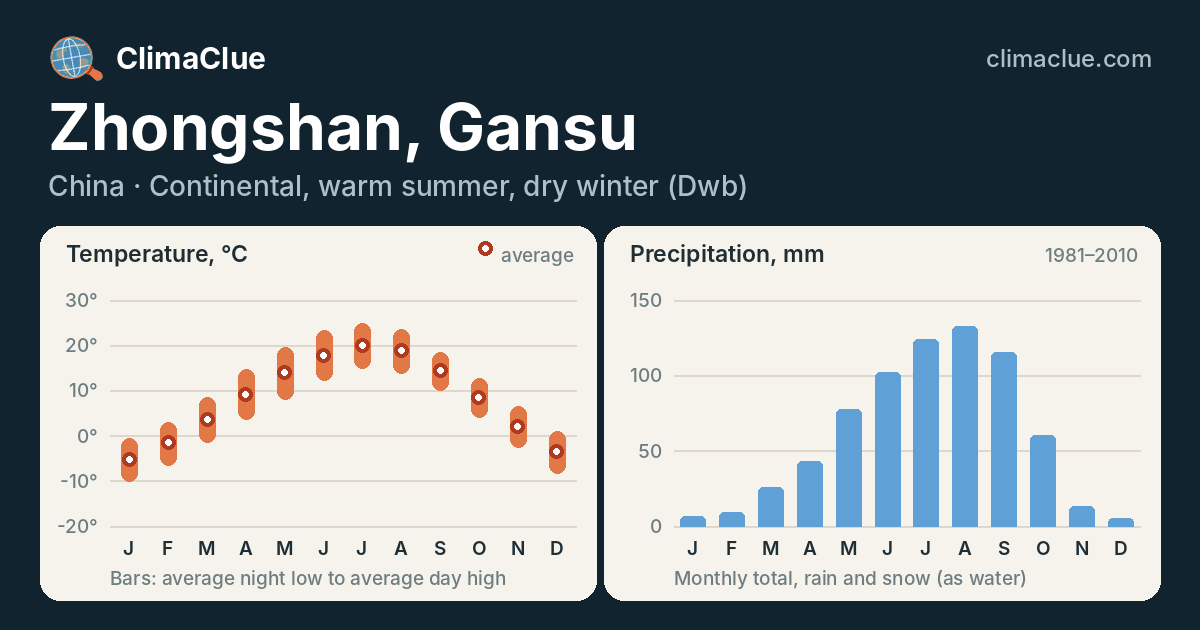 ClimaClue
climaclue.com
Zhongshan, Gansu
China · Continental, warm summer, dry winter (Dwb)
Temperature, °C
average
30°
20°
10°
0°
-10°
-20°
J F M A M J J A S O N D
Bars: average night low to average day high
Precipitation, mm
1981–2010
150
100
50
0
J F M A M J J A S O N D
Monthly total, rain and snow (as water)